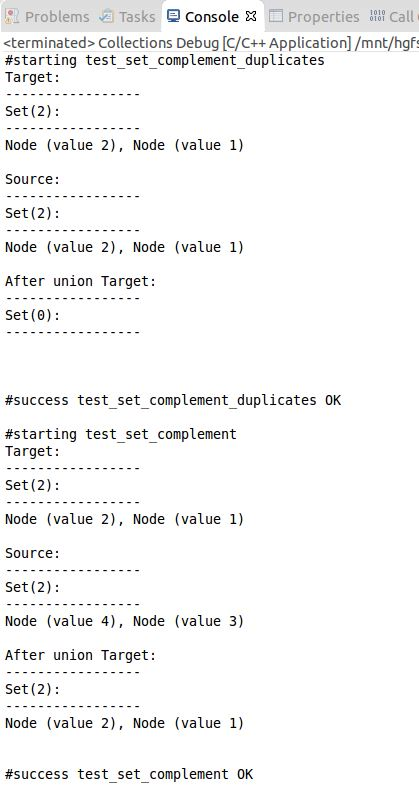 Problems Tasks Console Properties Call
<terminated> Collections Debug [C/C++ Application] /mnt/hgfs
#starting test_set_complement_duplicates
Target:
-----------------
Set(2):
-----------------
Node (value 2), Node (value 1)
Source:
-----------------
Set(2):
-----------------
Node (value 2), Node (value 1)
After union Target:
-----------------
Set(0):
-----------------
#success test_set_complement_duplicates OK
#starting test_set_complement
Target:
-----------------
Set(2):
-----------------
Node (value 2), Node (value 1)
Source:
-----------------
Set(2):
-----------------
Node (value 4), Node (value 3)
After union Target:
-----------------
Set(2):
-----------------
Node (value 2), Node (value 1)
#success test_set_complement OK